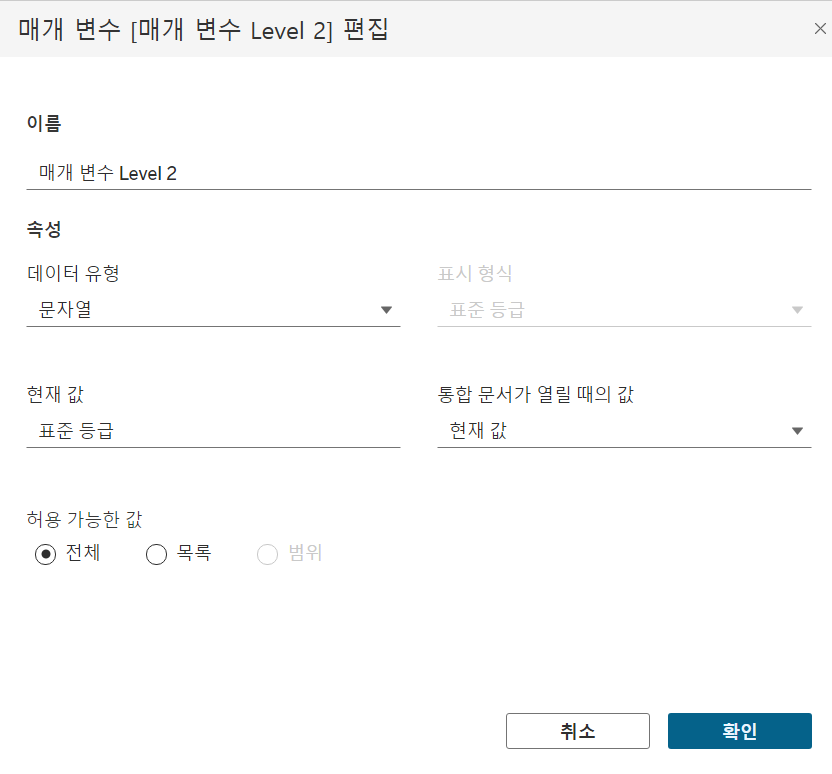 매개 변수 [매개 변수 Level 2] 편집
이름
매개 변수 Level 2
속성
데이터 유형 표시 형식
문자열 표준 등급
현재 값 통합 문서가 열릴 때의 값
표준 등급 현재 값
허용 가능한 값
전체 목록 범위
취소 확인